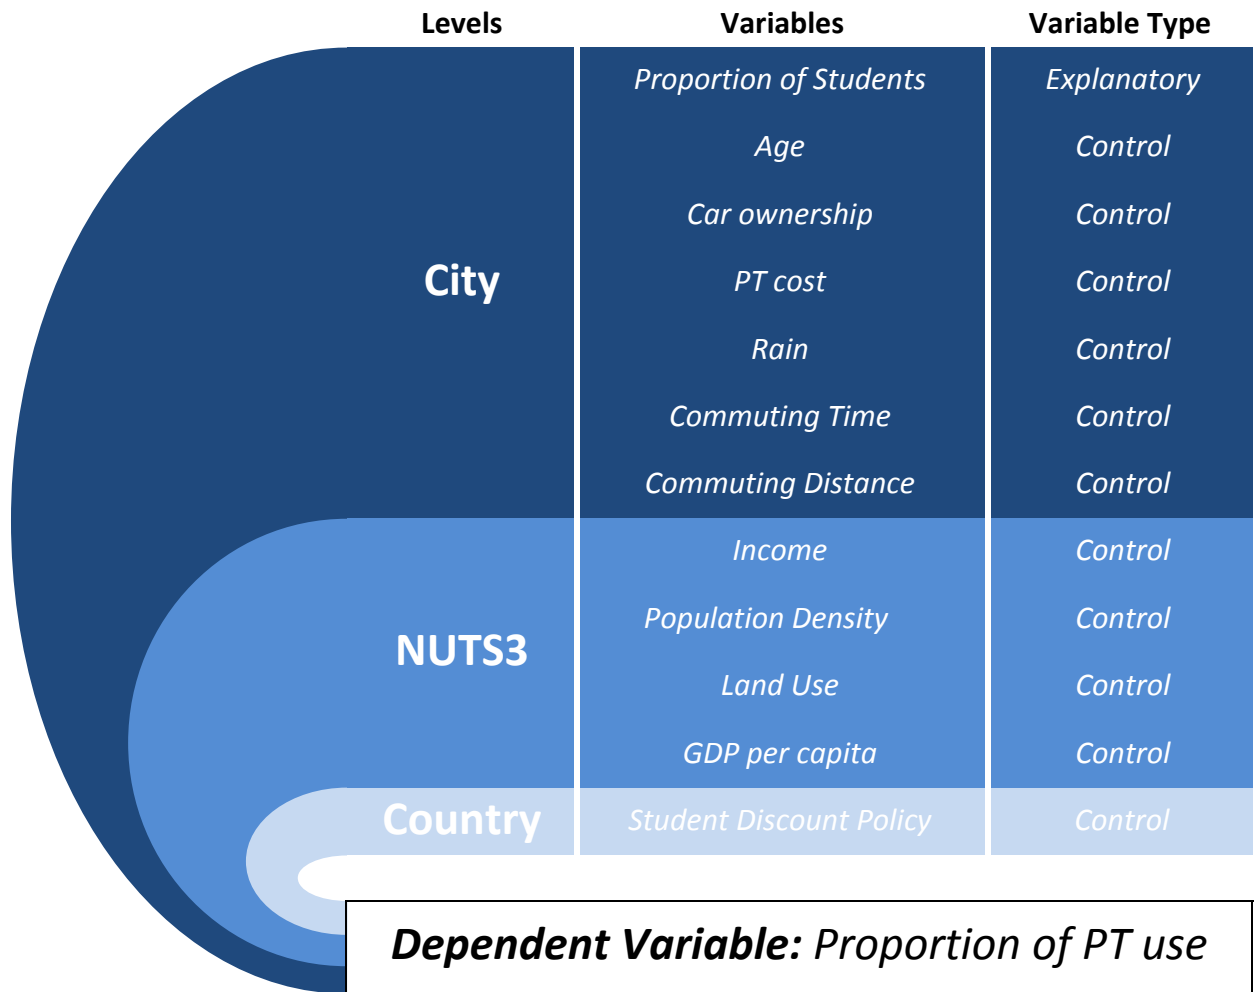 Levels Variables Variable Type
Proportion of Students Explanatory
Age Control
Car ownership Control
City PT cost Control
Rain Control
Commuting Time Control
Commuting Distance Control
Income Control
Population Density Control
NUTS3
Land Use Control
GDP per capita Control
Country Student Discount Policy Control
Dependent Variable: Proportion of PT use